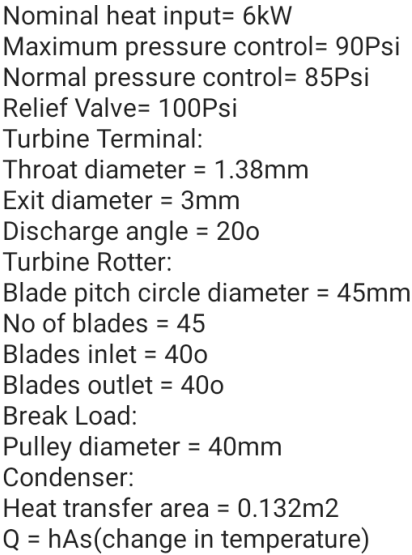 Nominal heat input= 6kW
Maximum pressure control= 90Psi
Normal pressure control= 85Psi
Relief Valve= 100Psi
Turbine Terminal:
Throat diameter = 1.38mm
Exit diameter = 3mm
Discharge angle = 20o
Turbine Rotter:
Blade pitch circle diameter = 45mm
No of blades = 45
Blades inlet = 40o
Blades outlet = 40o
Break Load:
Pulley diameter = 40mm
Condenser:
Heat transfer area = 0.132m2
Q = hAs(change in temperature)